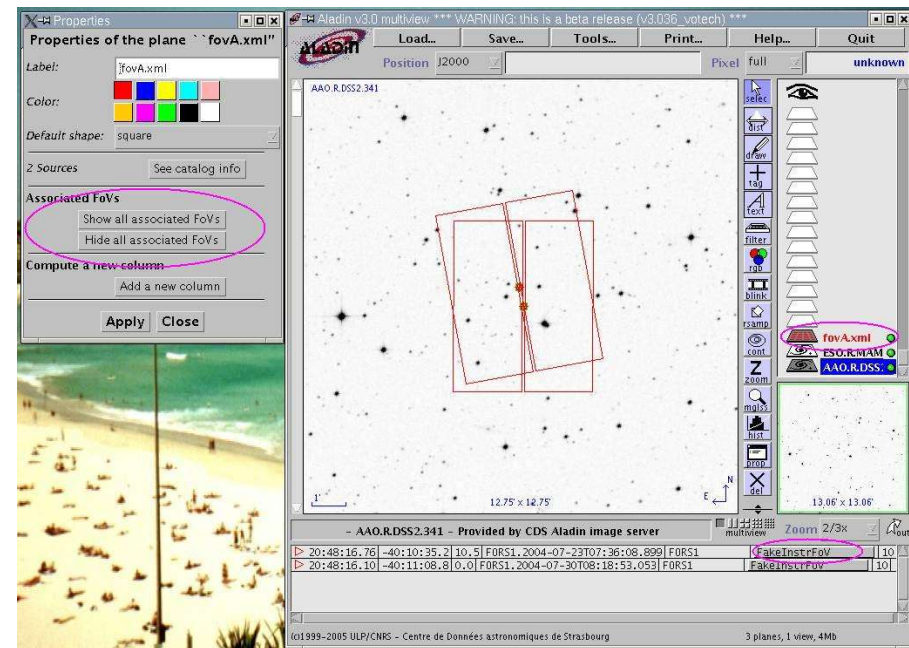 Properties
Properties of the plane ``fovA.xml"
Label:
fovA.xml
Color:
Default shape:
square
2 Sources
See catalog info
Associated FoVs
Show all associated FoVs
Hide all associated FoVs
Compute a new column
Add a new column
Apply
Close
Aladin v3.0 multiview *** WARNING: this is a beta release (v3.036_votech) ***
ALADIN
Load...
Save...
Tools...
Print...
Help...
Quit
Position
J2000
Pixel
full
unknown
AAO.R.DSS2.341
1'
12.75' x 12.75'
N
E
selec
dist
draw
tag
text
filter
rgb
blink
rsamp
cont
zoom
mglss
hist
prop
del
fovA.xml
ESO.R.MAM
AAO.R.DSS:
13.06' x 13.06'
- AAO.R.DSS2.341 - Provided by CDS Aladin image server
multiview
Zoom
2/3x
out
20:48:16.76 -40:10:35.2 10.5 FORS1.2004-07-23T07:36:08.899 FORS1 FakeInstrFoV 10
20:48:16.10 -40:11:08.8 0.0 FORS1.2004-07-30T08:18:53.053 FORS1 FakeInstrFoV 10
(c)1999-2005 ULP/CNRS - Centre de Données astronomiques de Strasbourg
3 planes, 1 view, 4Mb